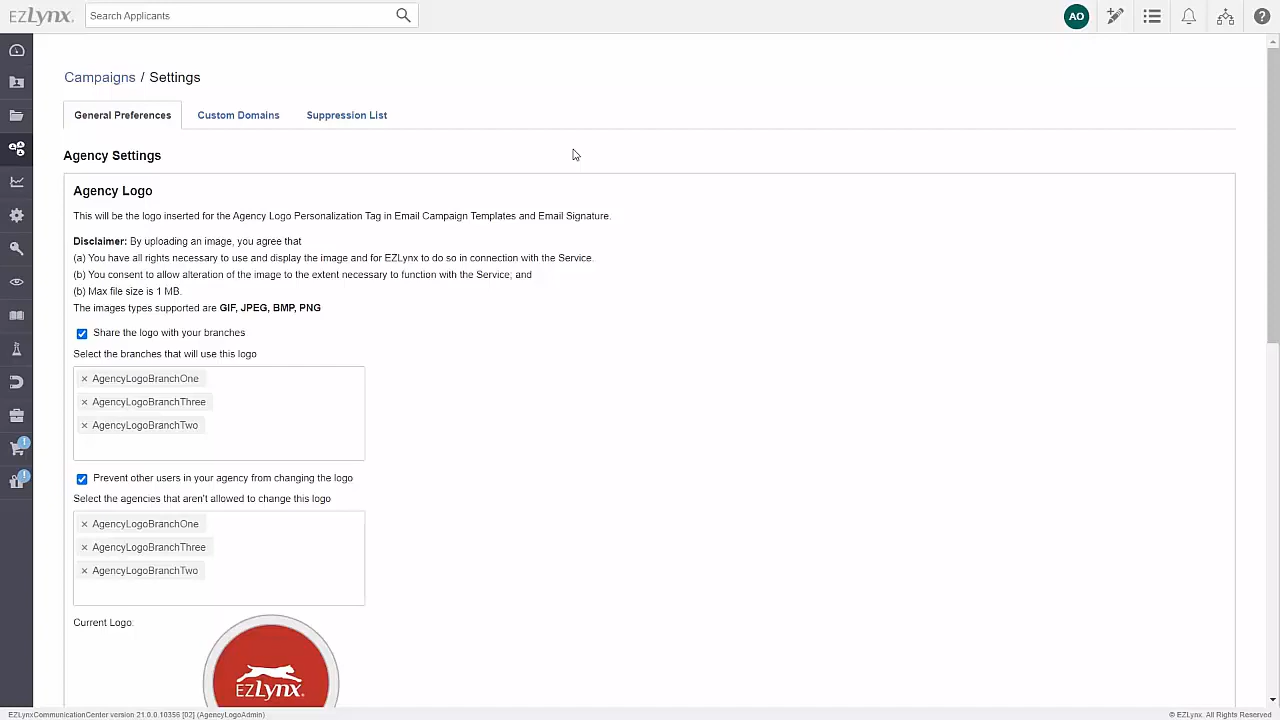 EZLynx.
Search Applicants
AO
Campaigns / Settings
General Preferences
Custom Domains
Suppression List
Agency Settings
Agency Logo
This will be the logo inserted for the Agency Logo Personalization Tag in Email Campaign Templates and Email Signature.
Disclaimer: By uploading an image, you agree that
(a) You have all rights necessary to use and display the image and for EZLynx to do so in connection with the Service.
(b) You consent to allow alteration of the image to the extent necessary to function with the Service; and
(b) Max file size is 1 MB.
The images types supported are GIF, JPEG, BMP, PNG
Share the logo with your branches
Select the branches that will use this logo
× AgencyLogoBranchOne
× AgencyLogoBranchThree
× AgencyLogoBranchTwo
Prevent other users in your agency from changing the logo
Select the agencies that aren't allowed to change this logo
× AgencyLogoBranchOne
× AgencyLogoBranchThree
× AgencyLogoBranchTwo
Current Logo:
EZLynx.
EZLynxCommunicationCenter version 21.0.0.10356 [02] (AgencyLogoAdmin)
© EZLynx. All Rights Reserved